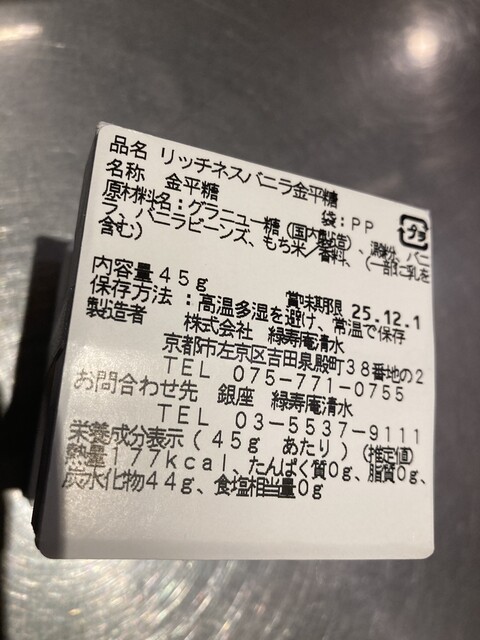 品名 リッチネスバニラ金平糖
名称 金平糖
袋:PP プラ
原材料名:グラニュー糖(国内製造)、澱粉、バニ
ラ、バニラビーンズ、もち米/香料、(一部に乳を
含む)
内容量45g 賞味期限 25.12.1
保存方法:高温多湿を避け、常温で保存
製造者 株式会社 緑寿庵清水
京都市左京区吉田泉殿町38番地の2
TEL 075-771-0755
お問合わせ先 銀座 緑寿庵清水
TEL 03-5537-9111
栄養成分表示(45g あたり)(推定値)
熱量177kcal、たんぱく質0g、脂質0g、
炭水化物44g、食塩相当量0g